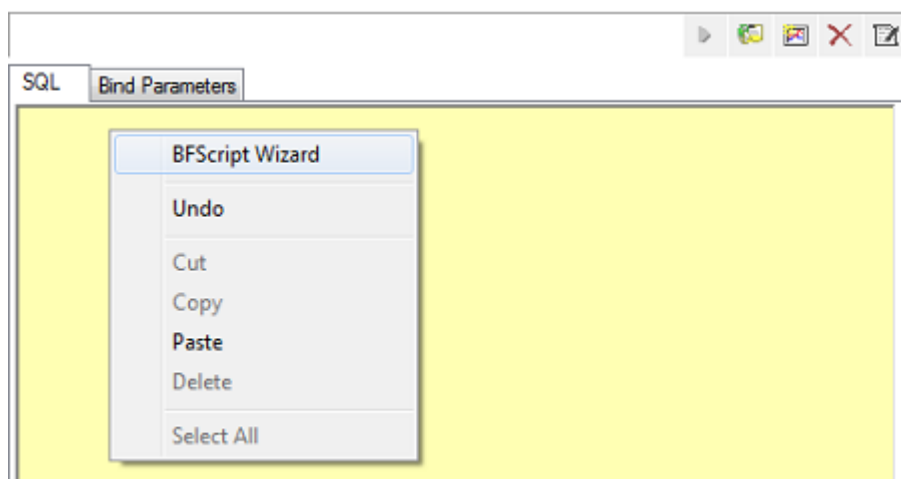 SQL
Bind Parameters
BFScript Wizard
Undo
Cut
Copy
Paste
Delete
Select All